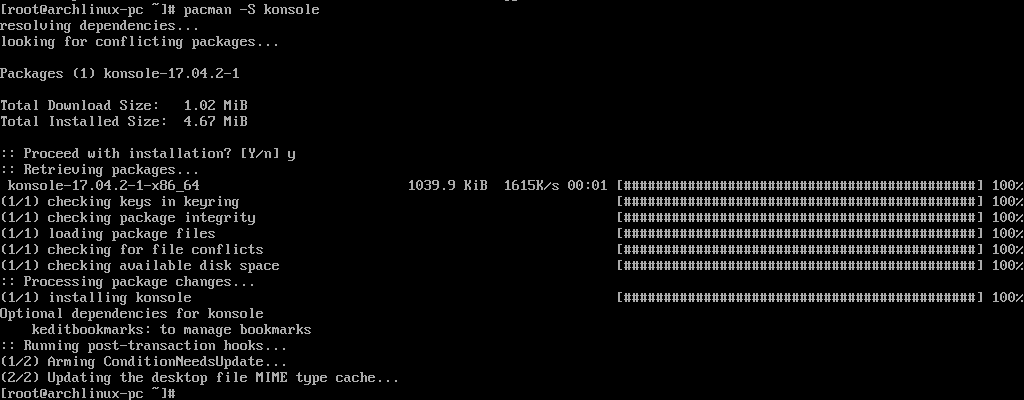 [root@archlinux-pc ~]# pacman -S konsole
resolving dependencies...
looking for conflicting packages...
Packages (1) konsole-17.04.2-1
Total Download Size:   1.02 MiB
Total Installed Size:  4.67 MiB
:: Proceed with installation? [Y/n] y
:: Retrieving packages...
konsole-17.04.2-1-x86_64 1039.9 KiB 1615K/s 00:01 [############################################] 100%
(1/1) checking keys in keyring [############################################] 100%
(1/1) checking package integrity [############################################] 100%
(1/1) loading package files [############################################] 100%
(1/1) checking for file conflicts [############################################] 100%
(1/1) checking available disk space [############################################] 100%
:: Processing package changes...
(1/1) installing konsole [############################################] 100%
Optional dependencies for konsole
keditbookmarks: to manage bookmarks
:: Running post-transaction hooks...
(1/2) Arming ConditionNeedsUpdate...
(2/2) Updating the desktop file MIME type cache...
[root@archlinux-pc ~]#